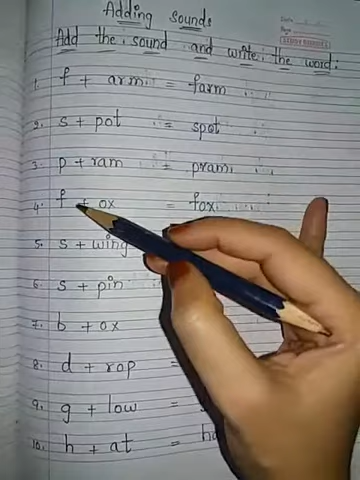 Adding sounds
Add the sound and write the word:
1. f + arm = farm
2. s + pot = spot
3. p + ram = pram
4. f + ox = fox
5. s + wing
6. s + pin
7. b + ox
8. d + rop =
9. g + low =
10. h + at =